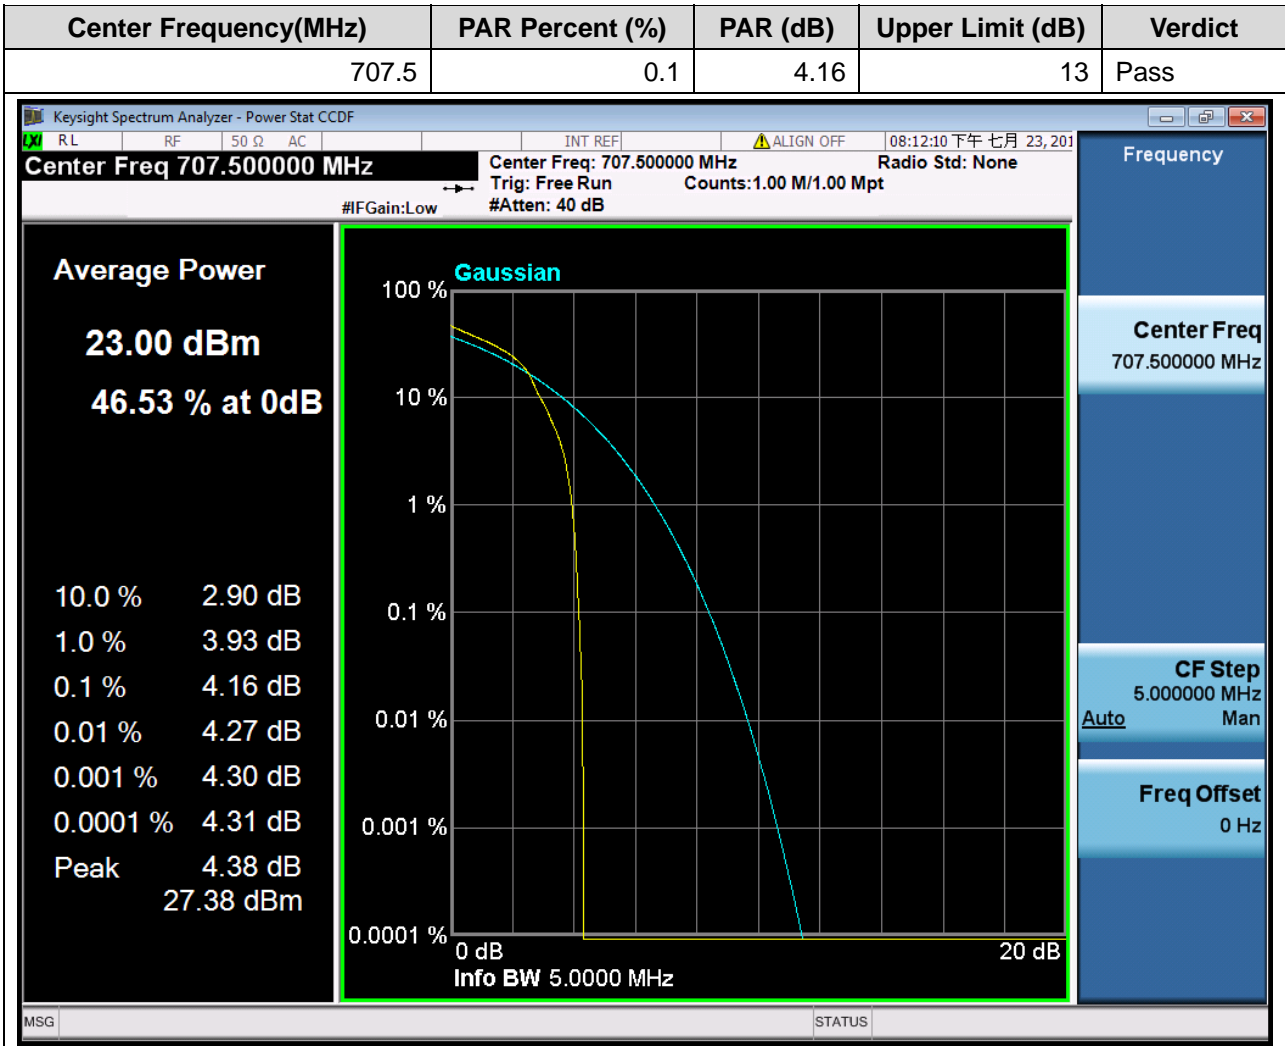 Center Frequency(MHz) PAR Percent (%) PAR (dB) Upper Limit (dB) Verdict
707.5 0.1 4.16 13 Pass
Keysight Spectrum Analyzer - Power Stat CCDF
LXI RL RF 50 Ω AC INT REF ALIGN OFF 08:12:10 下午 七月 23, 201
Center Freq 707.500000 MHz
Center Freq: 707.500000 MHz Radio Std: None
Trig: Free Run Counts:1.00 M/1.00 Mpt
#IFGain:Low #Atten: 40 dB
Average Power
23.00 dBm
46.53 % at 0dB
10.0 % 2.90 dB
1.0 % 3.93 dB
0.1 % 4.16 dB
0.01 % 4.27 dB
0.001 % 4.30 dB
0.0001 % 4.31 dB
Peak 4.38 dB
27.38 dBm
Gaussian
100 %
10 %
1 %
0.1 %
0.01 %
0.001 %
0.0001 %
0 dB 20 dB
Info BW 5.0000 MHz
Frequency
Center Freq
707.500000 MHz
CF Step
5.000000 MHz
Auto Man
Freq Offset
0 Hz
MSG STATUS